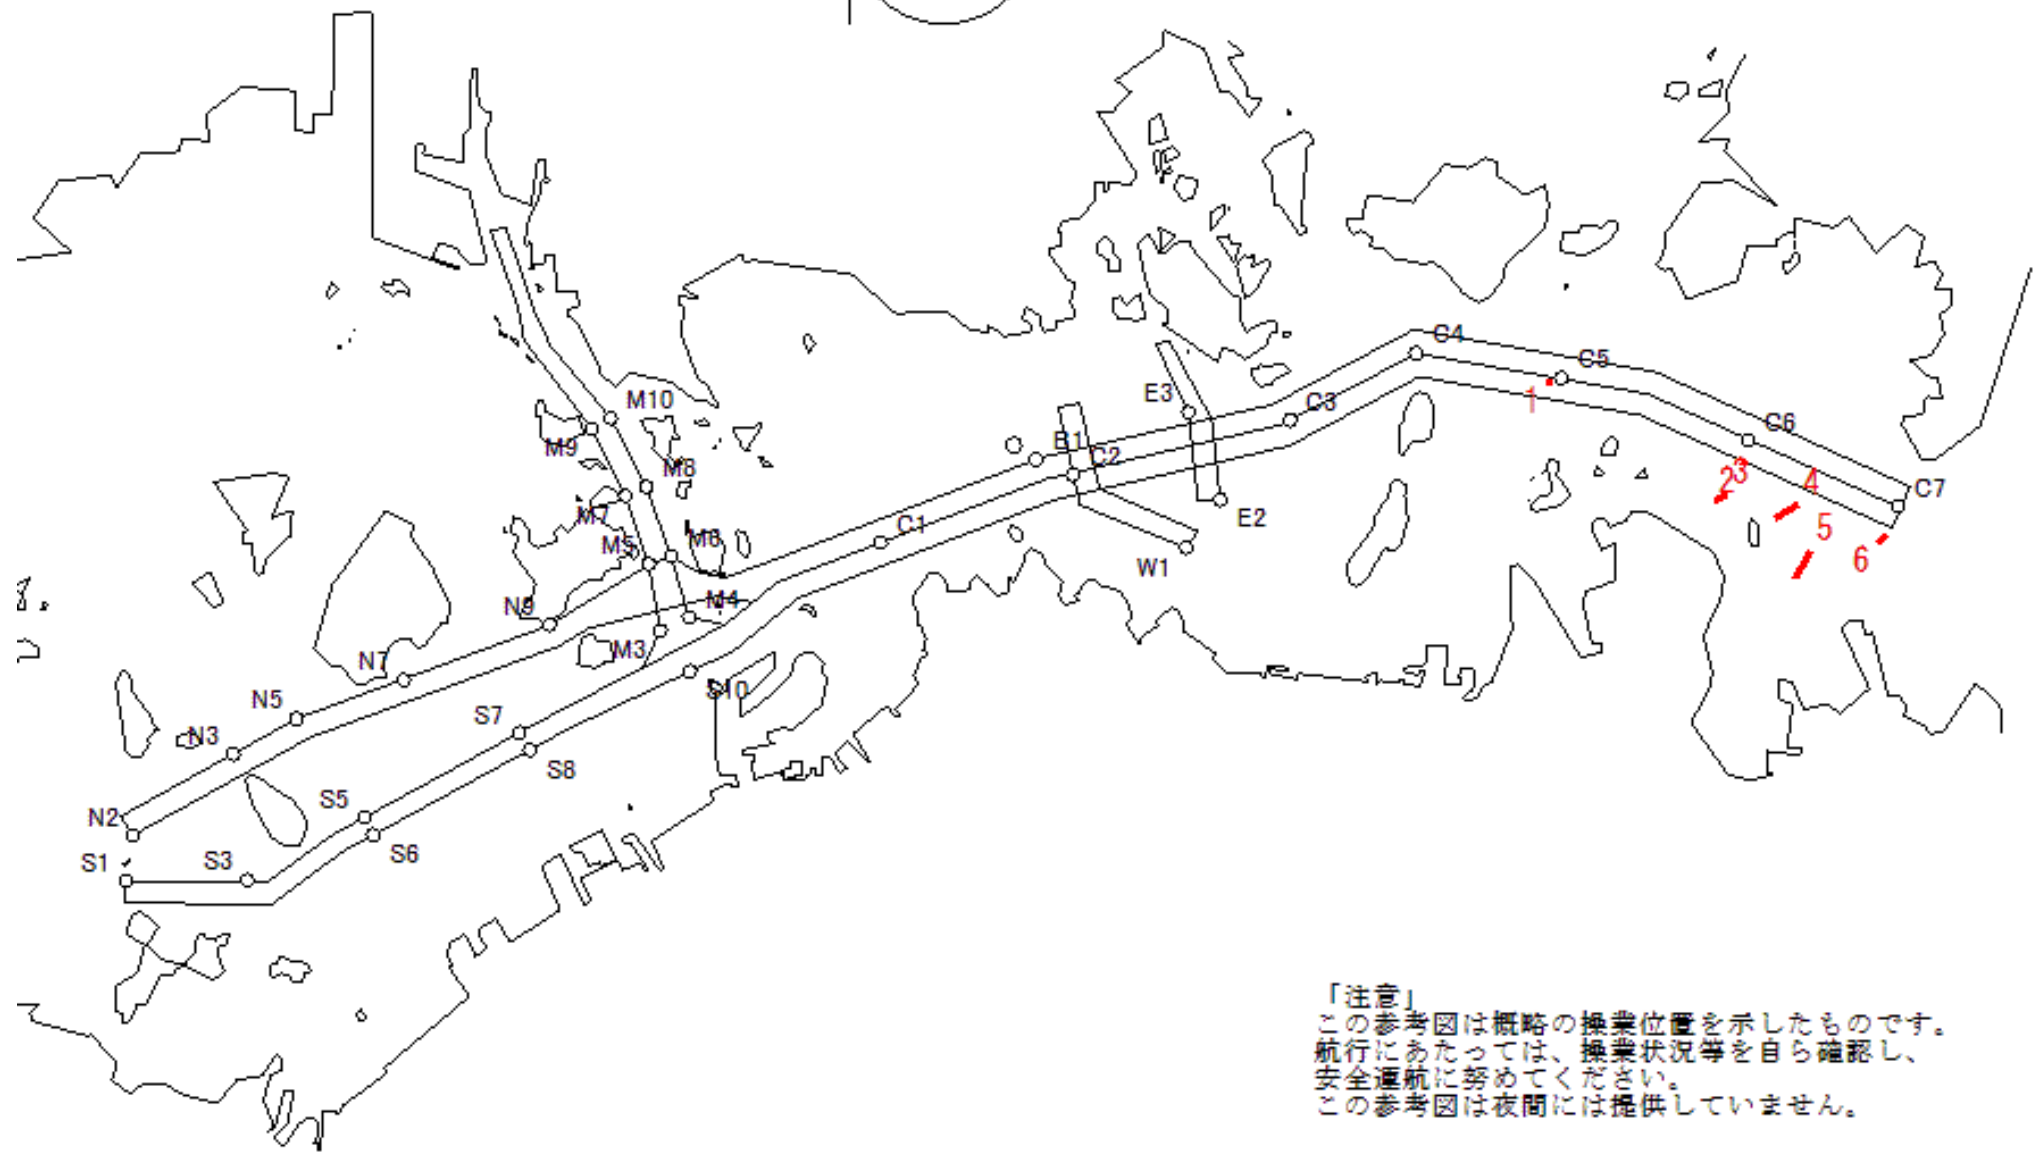 C4
C5
E3
M10
C3
1
C6
M9
B1
C2
M8
2
3
4
C7
M7
E2
5
M5
M6
C1
6
W1
N9
M4
M3
N7
S10
N5
S7
N3
S8
S5
N2
S6
S1
S3
「注意」
この参考図は概略の操業位置を示したものです。
航行にあたっては、操業状況等を自ら確認し、
安全運航に努めてください。
この参考図は夜間には提供していません。